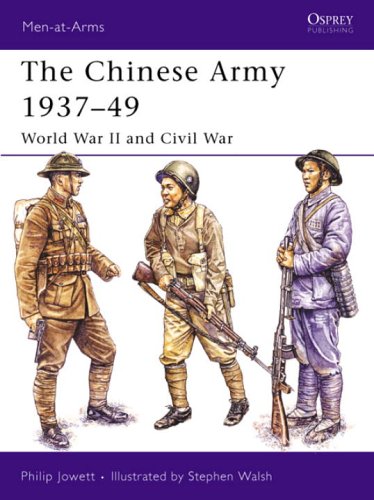 Men-at-Arms
OSPREY
PUBLISHING
The Chinese Army
1937–49
World War II and Civil War
Philip Jowett • Illustrated by Stephen Walsh